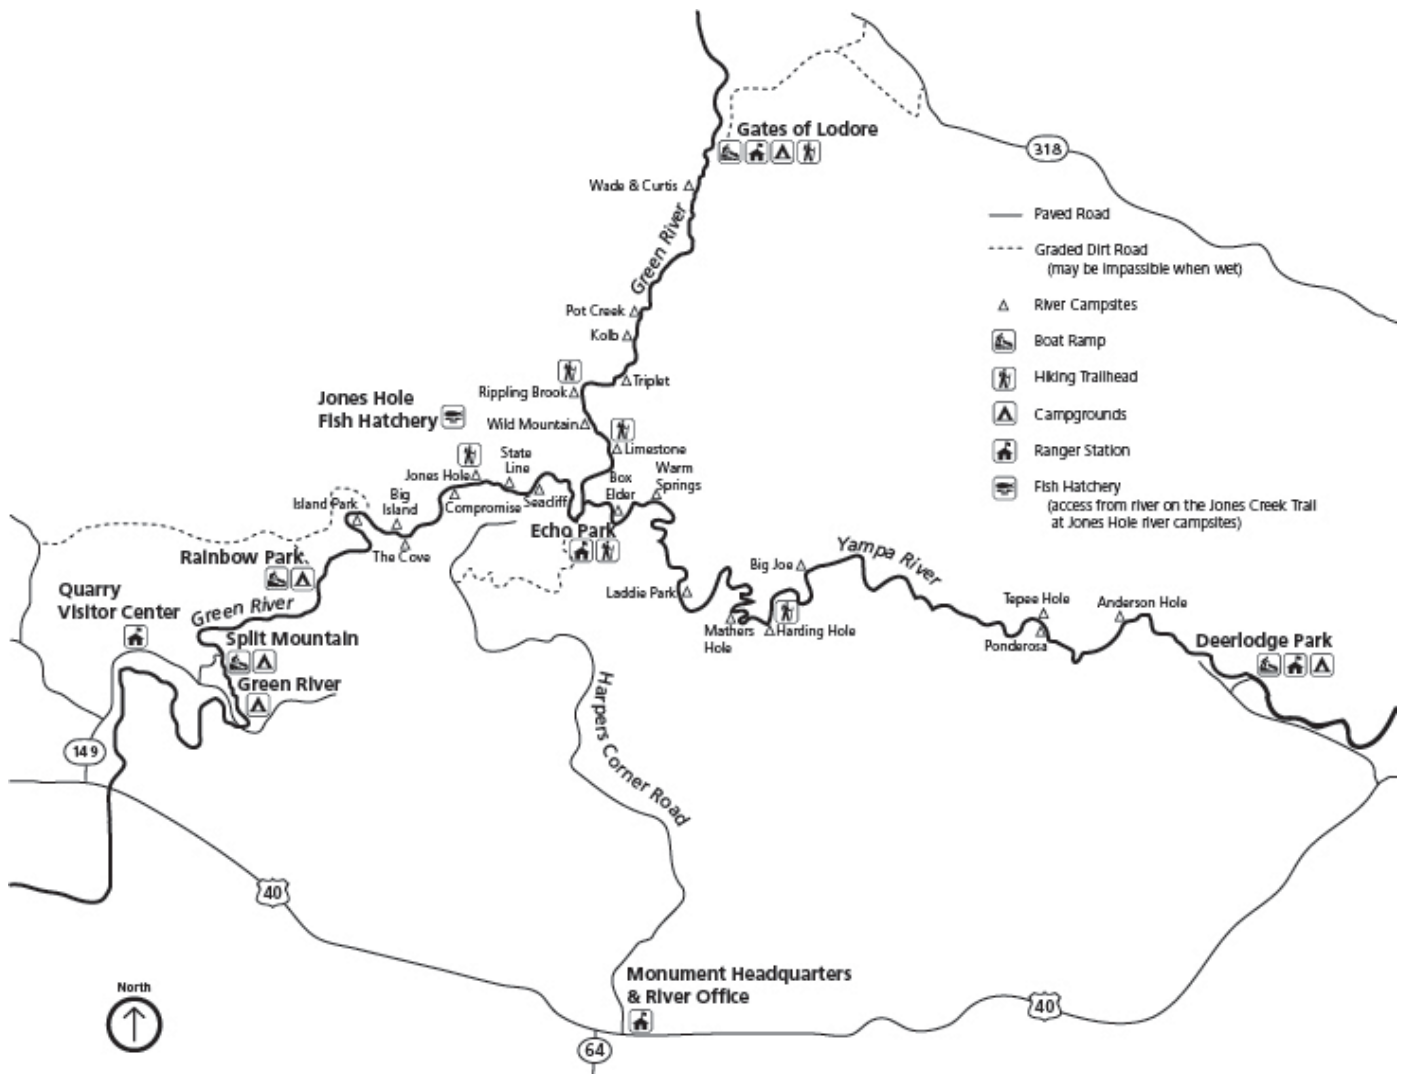 Gates of Lodore
318
Wade & Curtis
Green River
Paved Road
Graded Dirt Road
(may be impassible when wet)
River Campsites
Boat Ramp
Hiking Trailhead
Campgrounds
Ranger Station
Fish Hatchery
(access from river on the Jones Creek Trail
at Jones Hole river campsites)
Pot Creek
Kolb
Triplet
Rippling Brook
Jones Hole
Fish Hatchery
Wild Mountain
Limestone
State
Line
Jones Hole
Box
Elder
Warm
Springs
Seacliff
Compromise
Big
Island
Island Park
The Cove
Echo Park
Rainbow Park
Yampa River
Big Joe
Laddie Park
Mathers
Hole
Harding Hole
Tepee Hole
Ponderosa
Anderson Hole
Deerlodge Park
Quarry
Visitor Center
Green River
Split Mountain
Green River
Harpers Corner Road
149
40
Monument Headquarters
& River Office
North
40
64